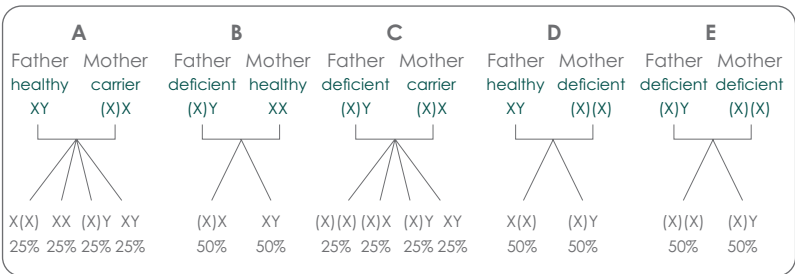 A B C D E
Father Mother Father Mother Father Mother Father Mother Father Mother
healthy carrier deficient healthy deficient carrier healthy deficient deficient deficient
XY (X)X (X)Y XX (X)Y (X)X XY (X)(X) (X)Y (X)(X)
X(X) XX (X)Y XY (X)X XY (X)(X) (X)X (X)Y XY X(X) (X)Y (X)(X) (X)Y
25% 25% 25% 25% 50% 50% 25% 25% 25% 25% 50% 50% 50% 50%